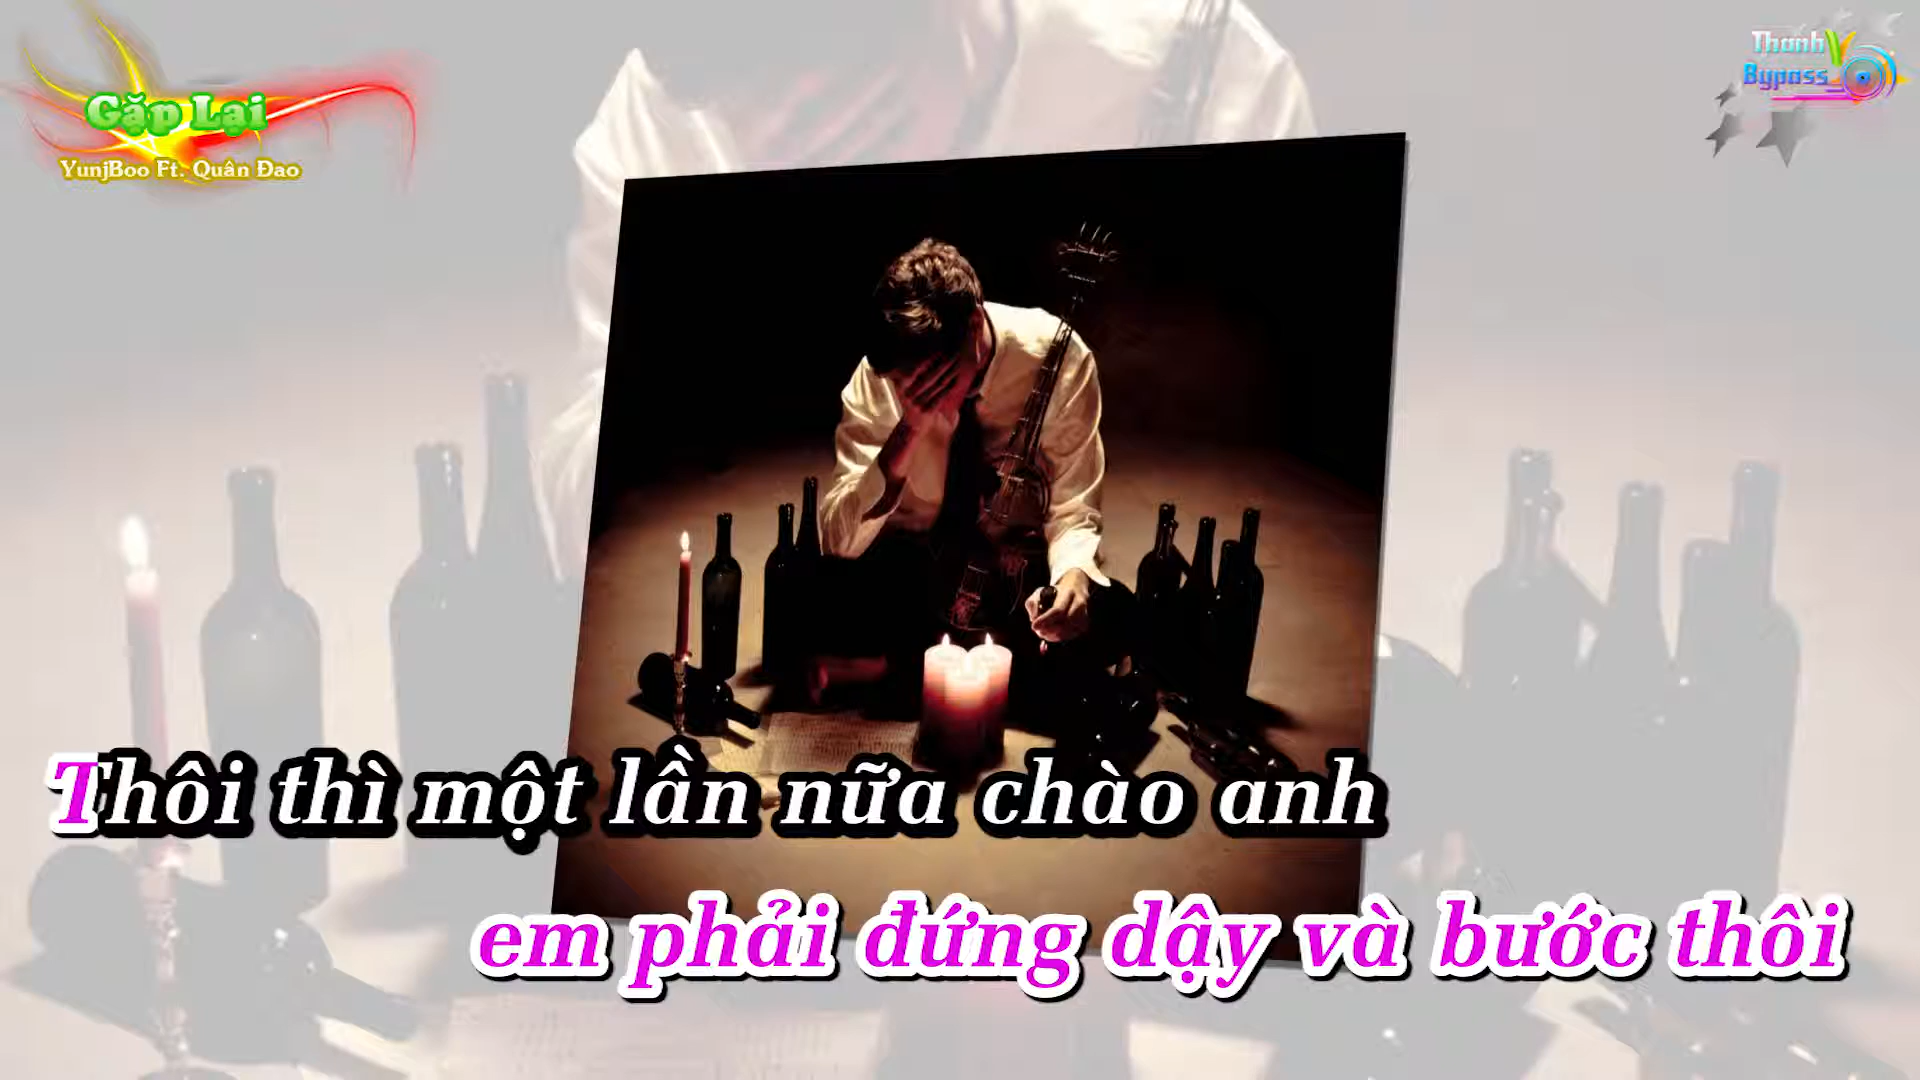 Gặp Lại
YunjBoo Ft. Quân Đao
Thanh V
Bypass
Thôi thì một lần nữa chào anh
em phải đứng dậy và bước thôi